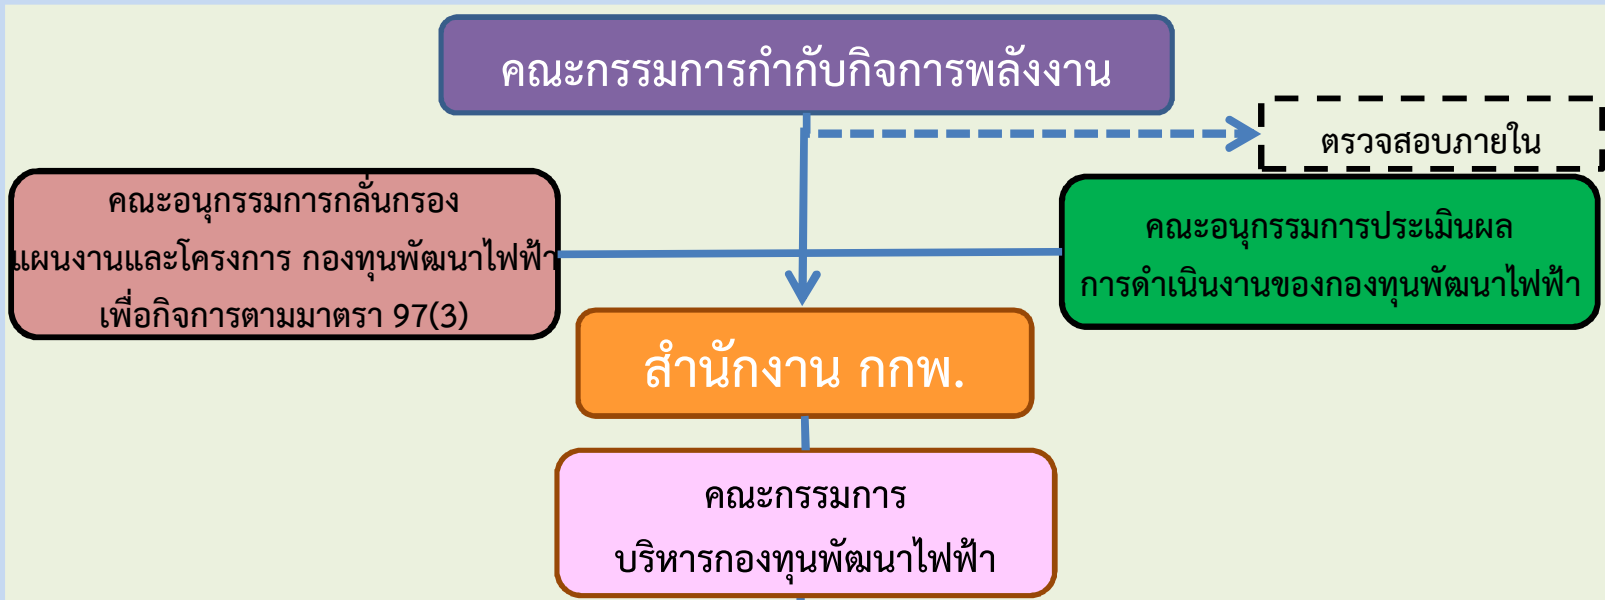 คณะกรรมการกำกับกิจการพลังงาน
ตรวจสอบภายใน
คณะอนุกรรมการกลั่นกรอง
แผนงานและโครงการ กองทุนพัฒนาไฟฟ้า
เพื่อกิจการตามมาตรา 97(3)
คณะอนุกรรมการประเมินผล
การดำเนินงานของกองทุนพัฒนาไฟฟ้า
สำนักงาน กกพ.
คณะกรรมการ
บริหารกองทุนพัฒนาไฟฟ้า